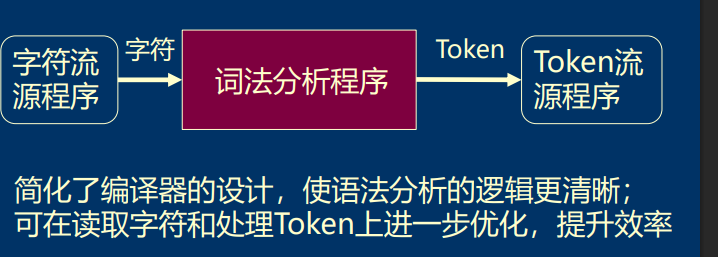 字符流
源程序
字符
词法分析程序
Token
Token流
源程序
简化了编译器的设计，使语法分析的逻辑更清晰；
可在读取字符和处理Token上进一步优化，提升效率